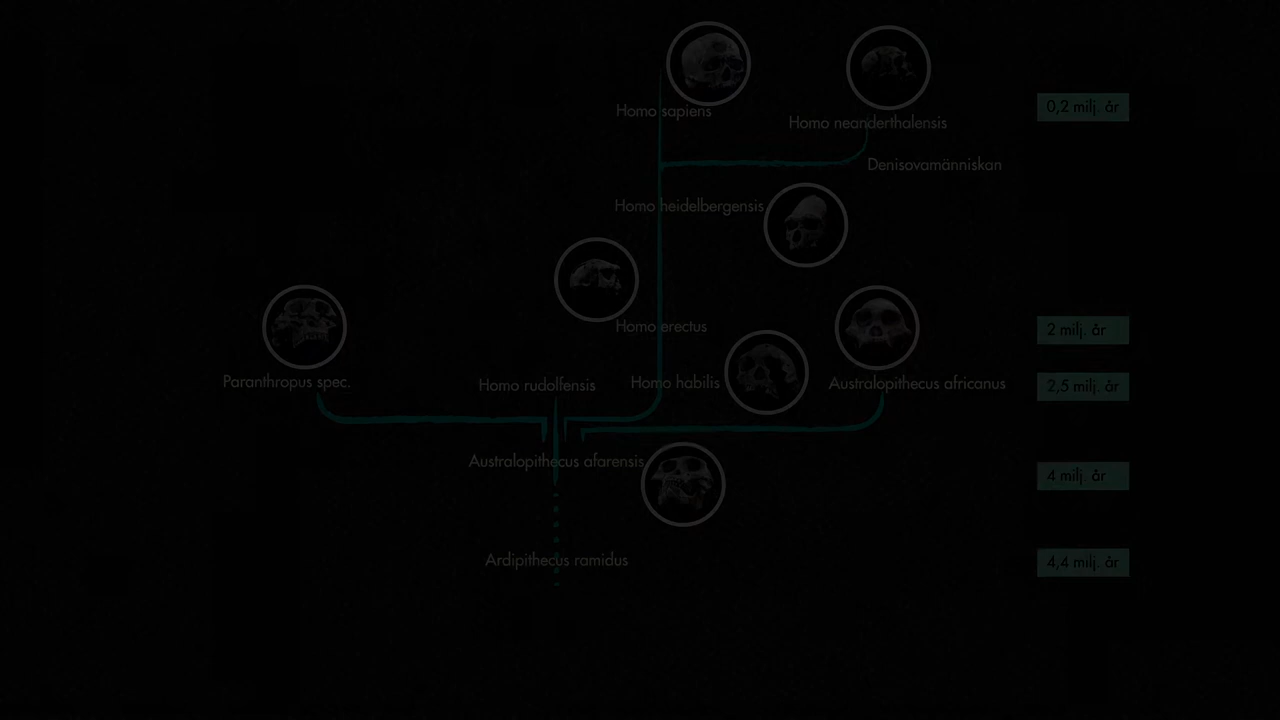 Homo sapiens
0,2 milj. år
Homo neanderthalensis
Denisovamänniskan
Homo heidelbergensis
Homo erectus
2 milj. år
Paranthropus spec.
Homo rudolfensis
Homo habilis
Australopithecus africanus
2,5 milj. år
Australopithecus afarensis
4 milj. år
Ardipithecus ramidus
4,4 milj. år